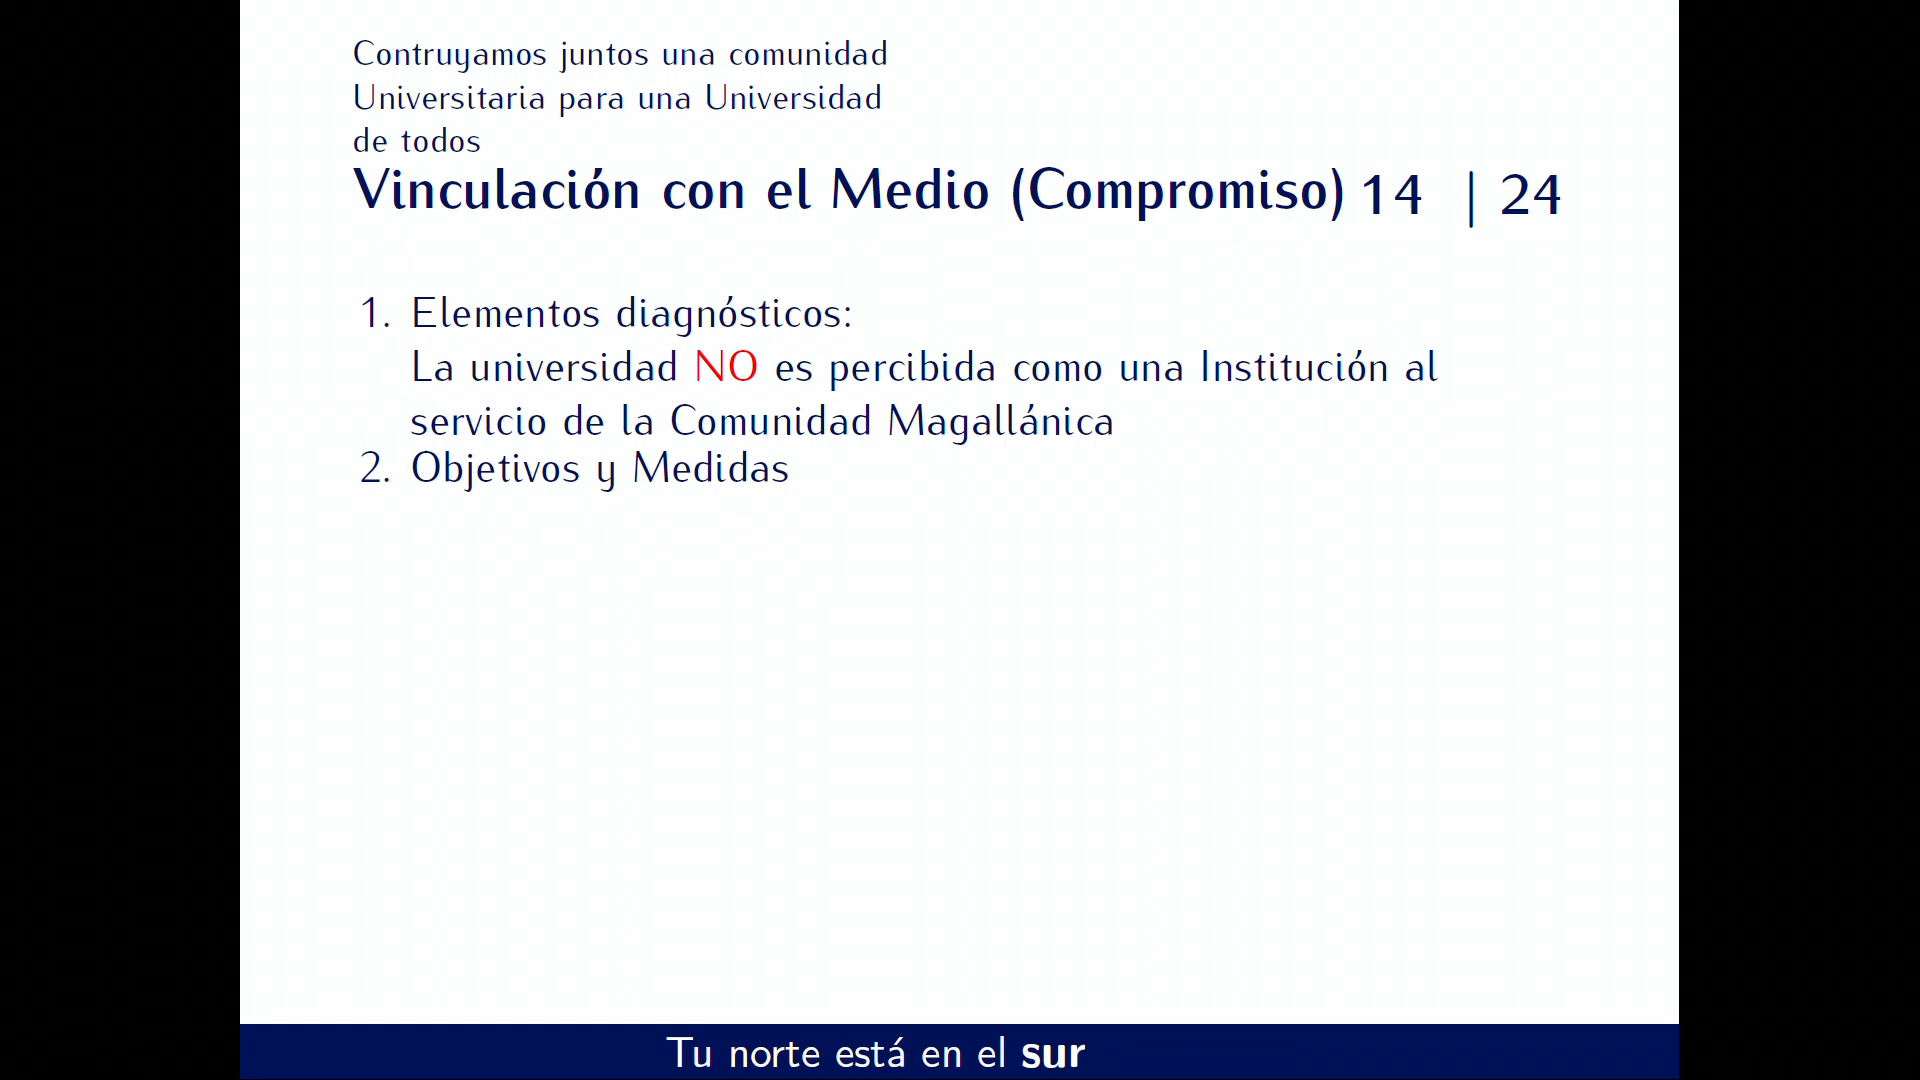 Contruyamos juntos una comunidad
Universitaria para una Universidad
de todos
Vinculación con el Medio (Compromiso) 14 | 24
1. Elementos diagnósticos:
La universidad NO es percibida como una Institución al
servicio de la Comunidad Magallánica
2. Objetivos y Medidas
Tu norte está en el sur